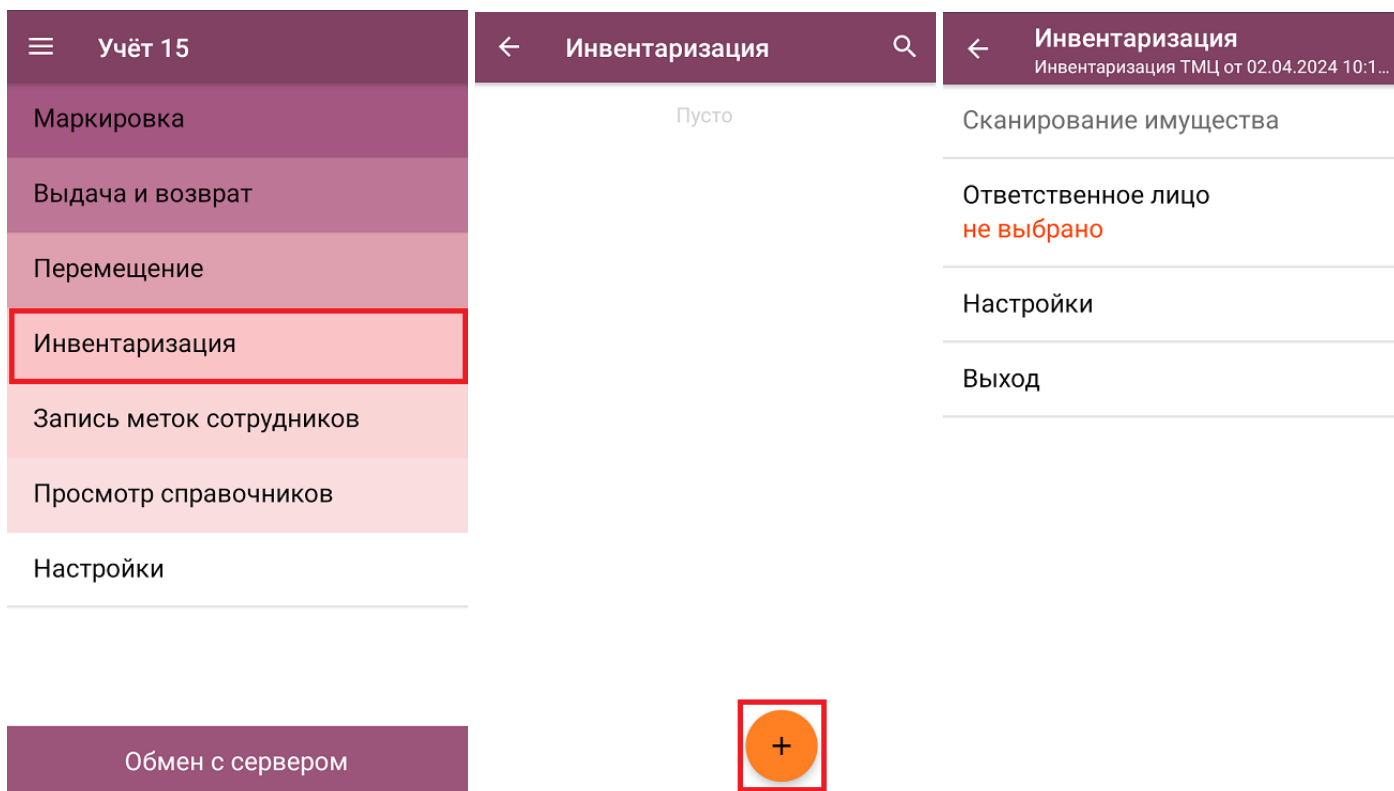 Учёт 15
Маркировка
Выдача и возврат
Перемещение
Инвентаризация
Запись меток сотрудников
Просмотр справочников
Настройки
Обмен с сервером
Инвентаризация
Пусто
+
Инвентаризация
Инвентаризация ТМЦ от 02.04.2024 10:1...
Сканирование имущества
Ответственное лицо
не выбрано
Настройки
Выход